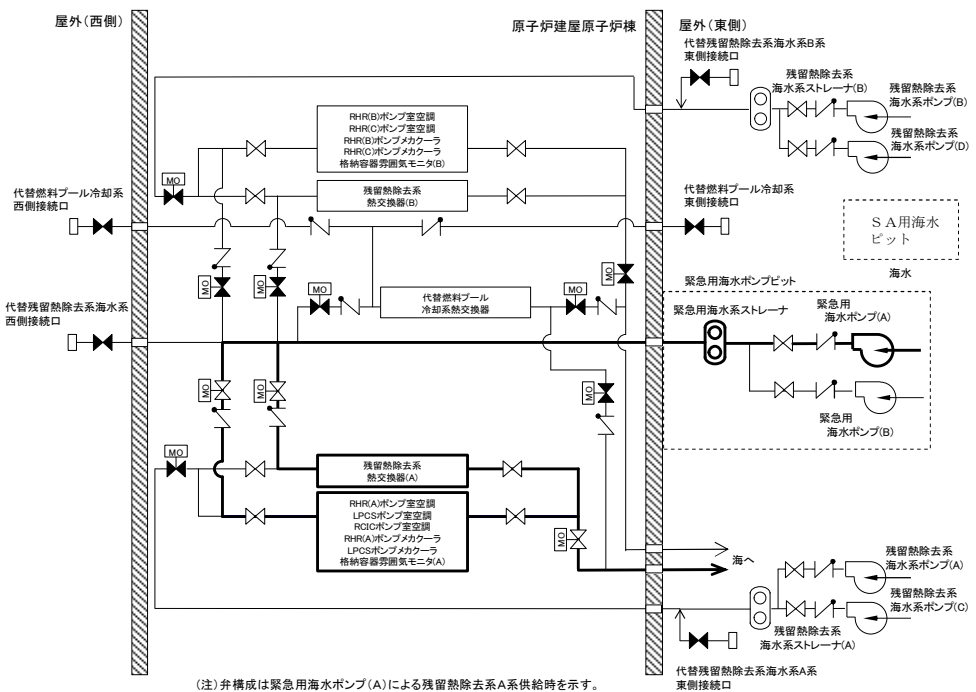 屋外(西側)
原子炉建屋原子炉棟
屋外(東側)
代替残留熱除去系海水系B系
東側接続口
残留熱除去系
海水系ストレーナ(B)
残留熱除去系
海水系ポンプ(B)
残留熱除去系
海水系ポンプ(D)
RHR(B)ポンプ室空調
RHR(C)ポンプ室空調
RHR(B)ポンプメカクーラ
RHR(C)ポンプメカクーラ
格納容器雰囲気モニタ(B)
MO
残留熱除去系
熱交換器(B)
代替燃料プール冷却系
西側接続口
代替燃料プール冷却系
東側接続口
SA用海水
ピット
海水
MO
MO
MO
MO
MO
代替燃料プール
冷却系熱交換器
緊急用海水ポンプピット
緊急用海水系ストレーナ
緊急用
海水ポンプ(A)
代替残留熱除去系海水系
西側接続口
緊急用
海水ポンプ(B)
MO
MO
MO
MO
残留熱除去系
熱交換器(A)
RHR(A)ポンプ室空調
LPCSポンプ室空調
RCICポンプ室空調
RHR(A)ポンプメカクーラ
LPCSポンプメカクーラ
格納容器雰囲気モニタ(A)
MO
海へ
残留熱除去系
海水系ポンプ(A)
残留熱除去系
海水系ポンプ(C)
残留熱除去系
海水系ストレーナ(A)
代替残留熱除去系海水系A系
東側接続口
(注)弁構成は緊急用海水ポンプ(A)による残留熱除去系A系供給時を示す。